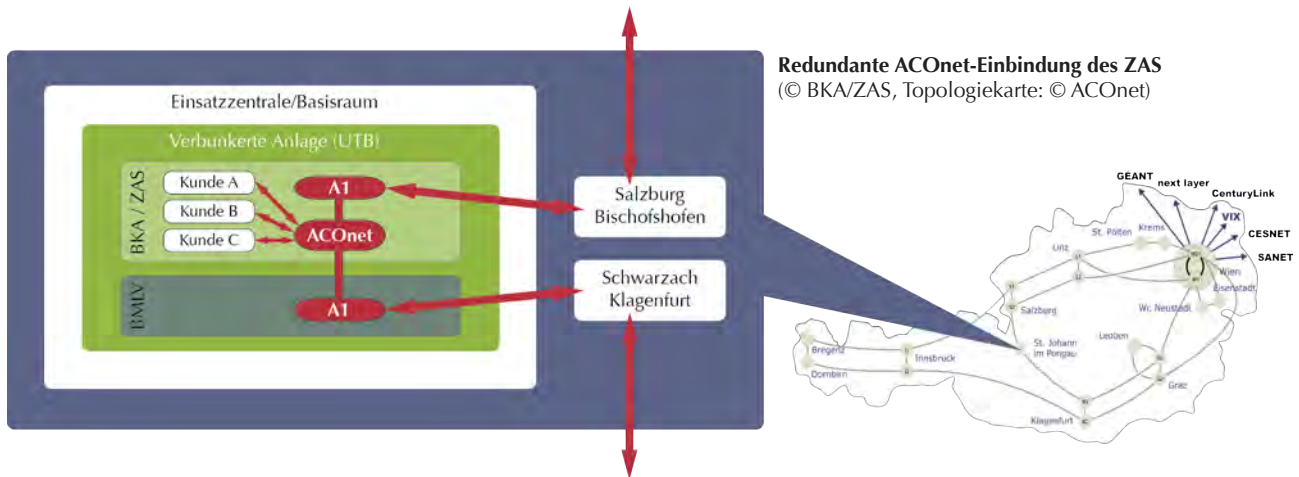 Redundante ACOnet-Einbindung des ZAS
(© BKA/ZAS, Topologiekarte: © ACOnet)
Einsatzzentrale/Basisraum
Verbunkerte Anlage (UTB)
BKA / ZAS
Kunde A
Kunde B
Kunde C
A1
ACOnet
BMLV
A1
Salzburg
Bischofshofen
Schwarzach
Klagenfurt
GÉANT
next layer
CenturyLink
VIX
CESNET
SANET
St. Pölten
Krems
Linz
Wien
Eisenstadt
Wr. Neustadt
Salzburg
Leoben
St. Johann
im Pongau
Bregenz
Innsbruck
Dornbirn
Graz
Klagenfurt